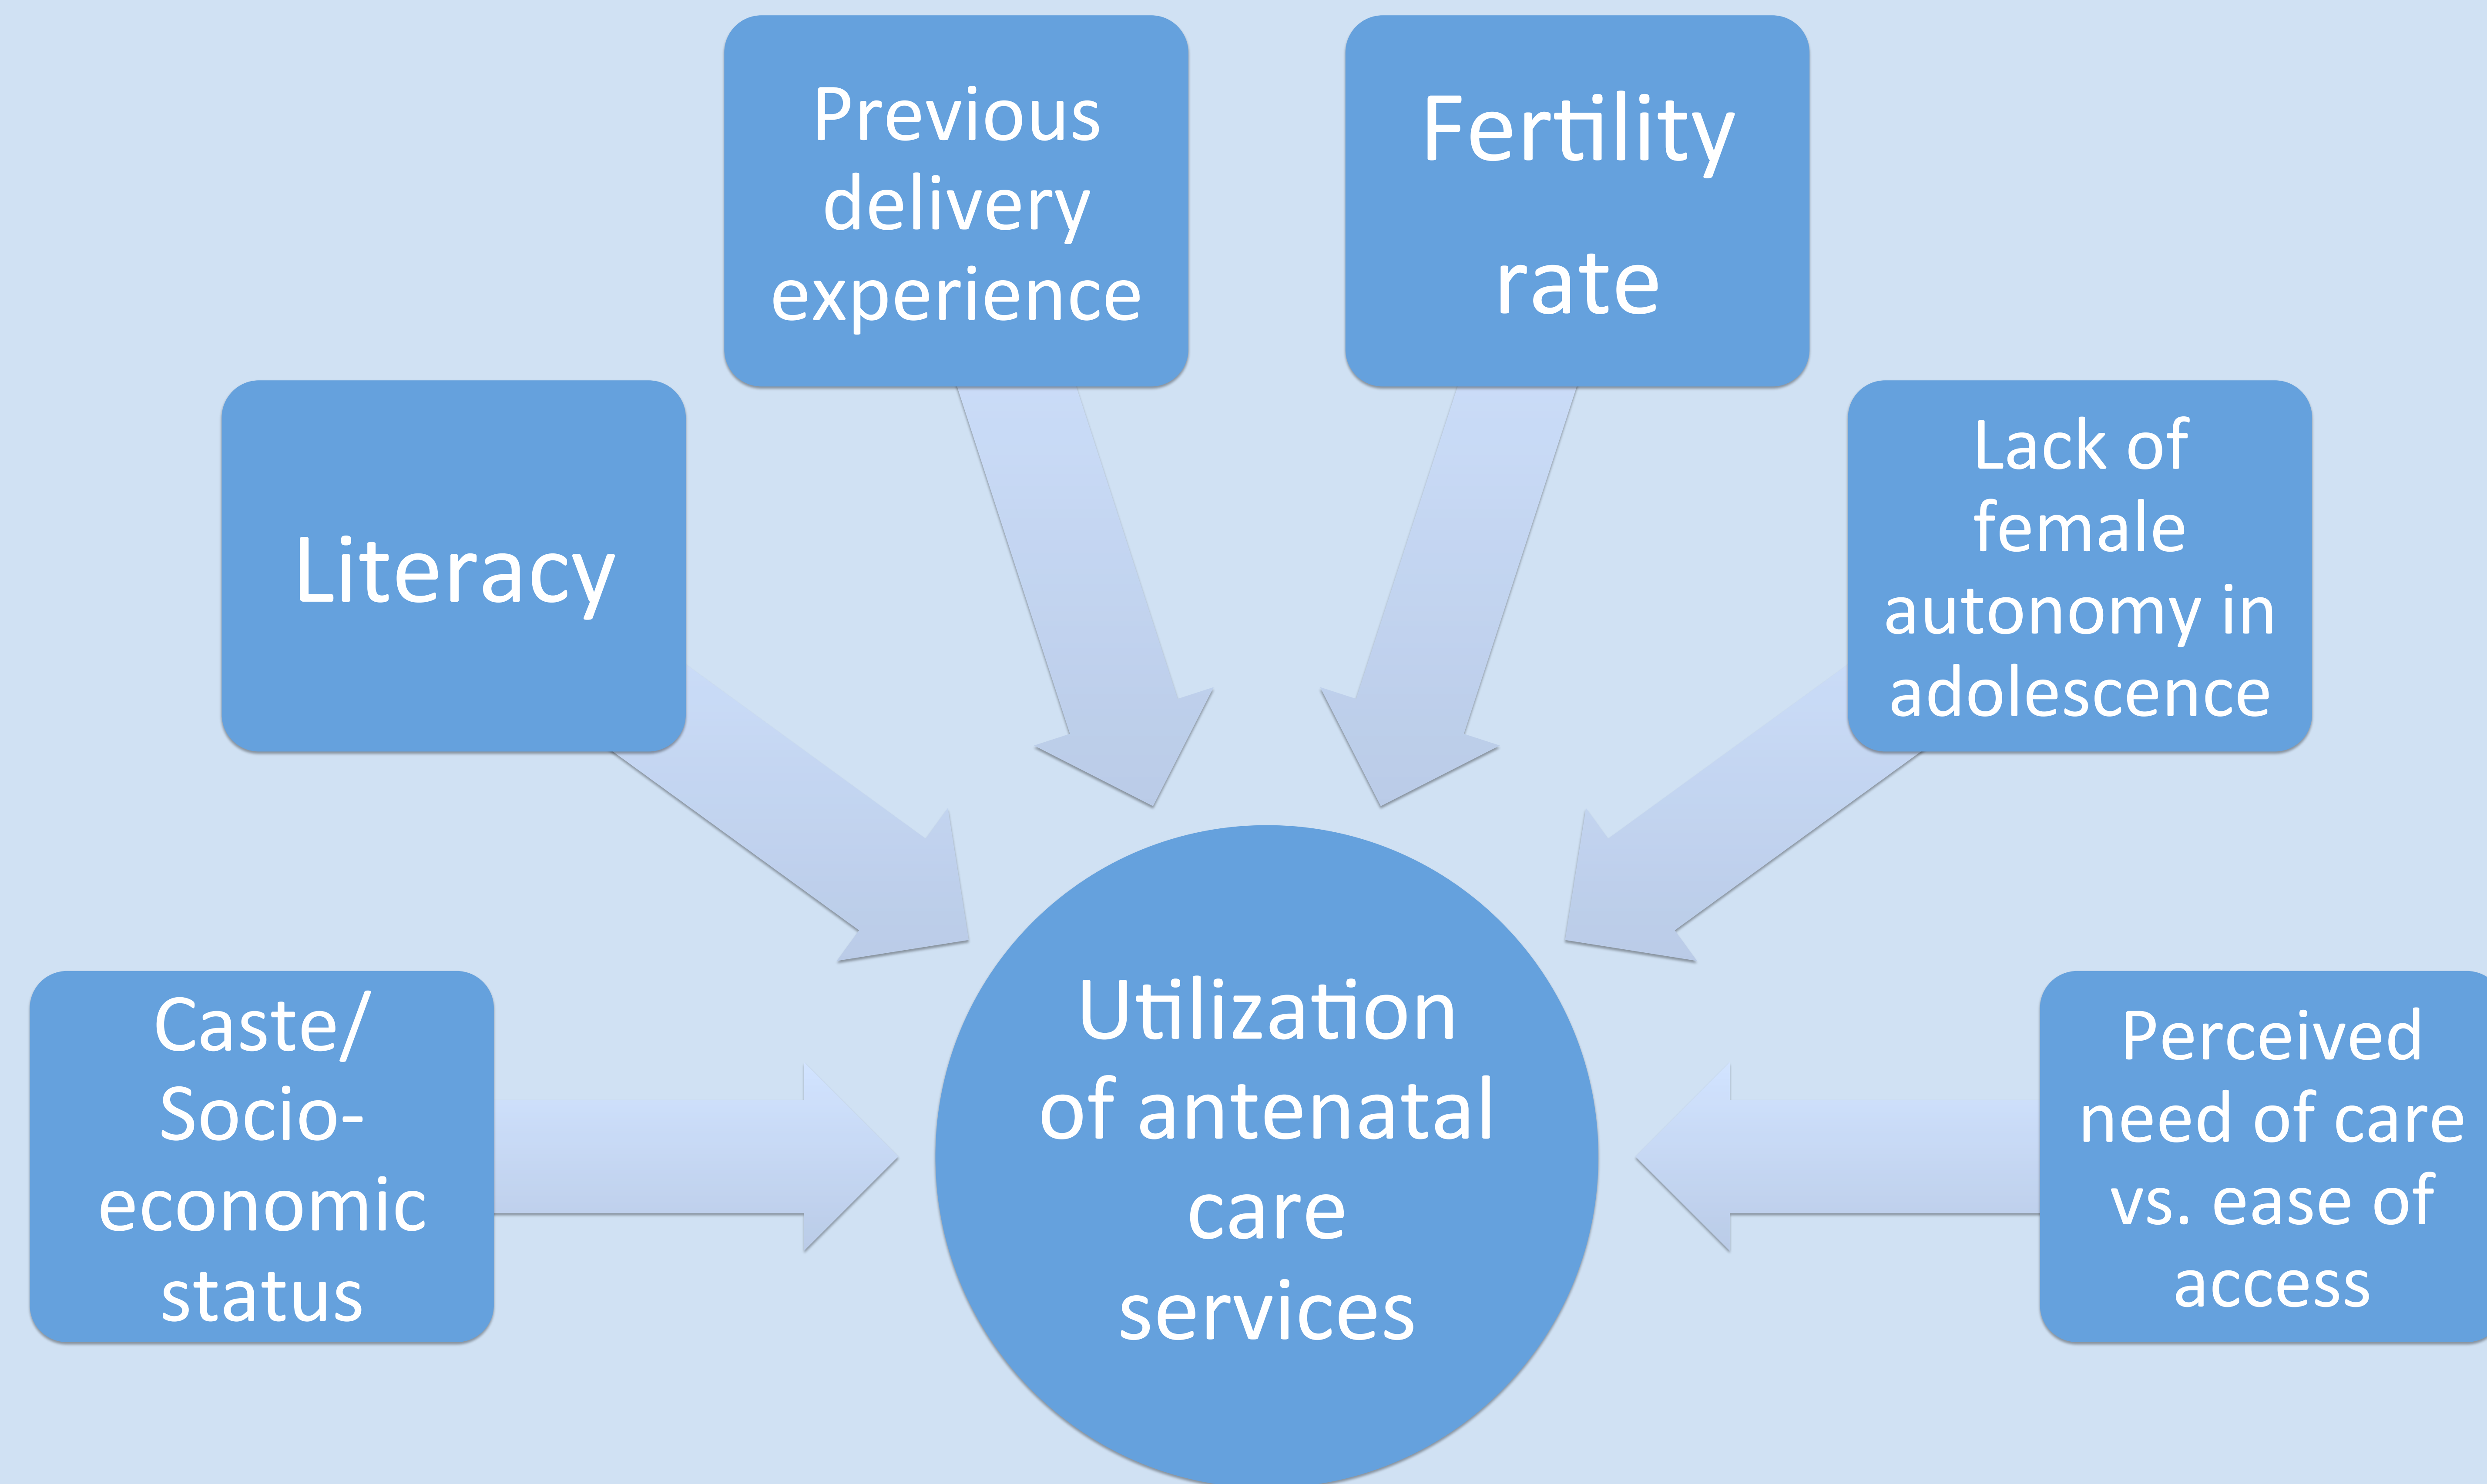 Previous
delivery
experience
Fertility
rate
Literacy
Lack of
female
autonomy in
adolescence
Caste/
Socio-
economic
status
Utilization
of antenatal
care
services
Perceived
need of care
vs. ease of
access